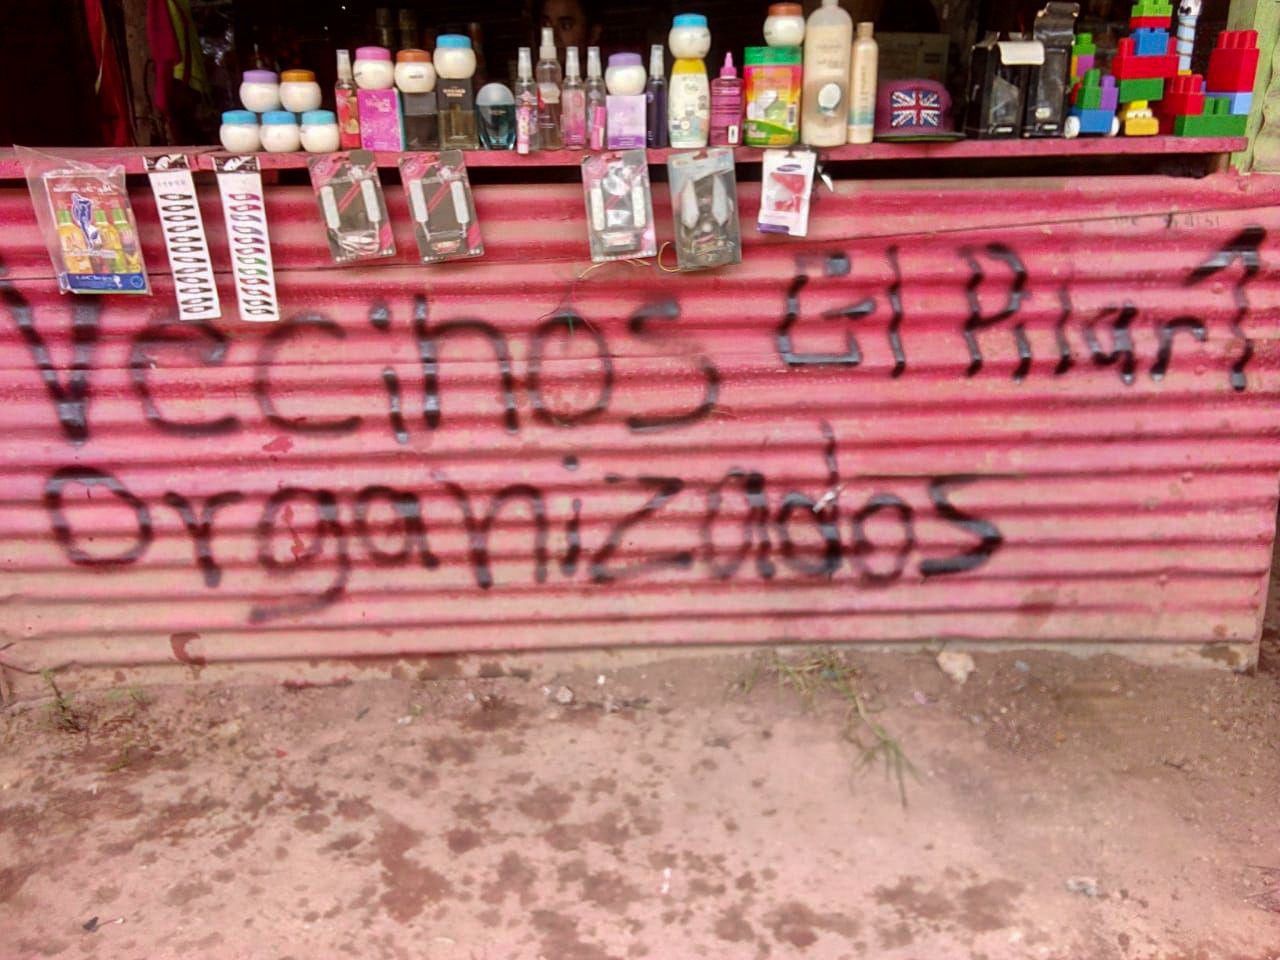 Vecinos El Pilar 1
Organizados